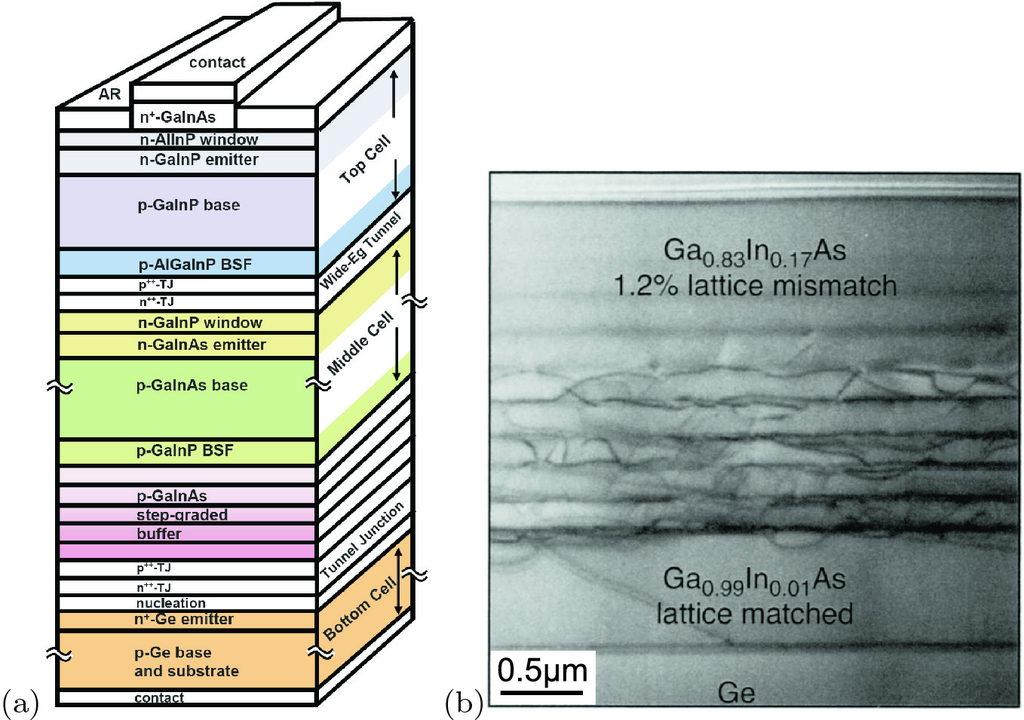 contact
AR
n⁺-GaInAs
n-AlInP window
n-GaInP emitter
p-GaInP base
p-AlGaInP BSF
p⁺⁺-TJ
n⁺⁺-TJ
n-GaInP window
n-GaInAs emitter
p-GaInAs base
p-GaInP BSF
p-GaInAs
step-graded
buffer
p⁺⁺-TJ
n⁺⁺-TJ
nucleation
n⁺-Ge emitter
p-Ge base
and substrate
contact
Top Cell
Wide-Eg Tunnel
Middle Cell
Tunnel Junction
Bottom Cell
(a)
Ga₀.₈₃In₀.₁₇As
1.2% lattice mismatch
Ga₀.₉₉In₀.₀₁As
lattice matched
0.5µm
Ge
(b)